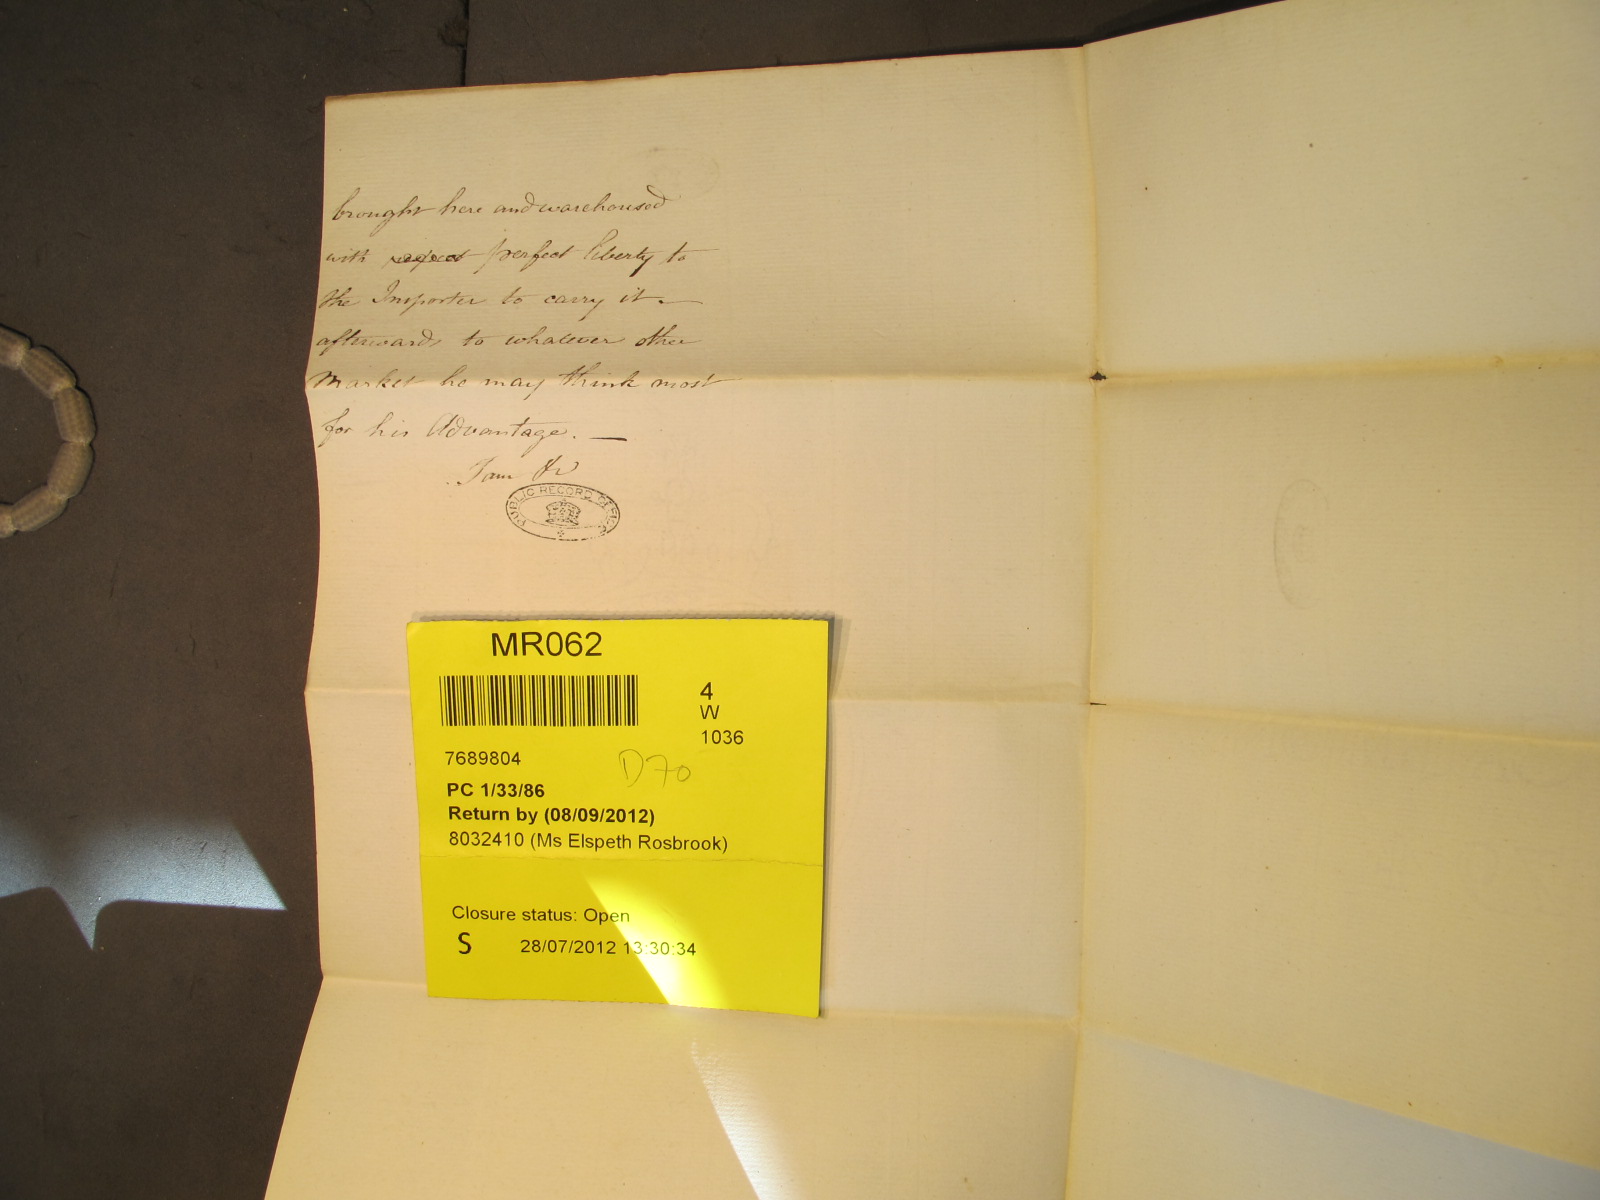 brought here and warehoused
with perfect liberty to
the Importer to carry it
afterwards to whatever other
Market he may think most
for his Advantage. —
I am &c
PUBLIC RECORD OFFICE
MR062
4
W
1036
7689804
D70
PC 1/33/86
Return by (08/09/2012)
8032410 (Ms Elspeth Rosbrook)
Closure status: Open
S 28/07/2012 13:30:34